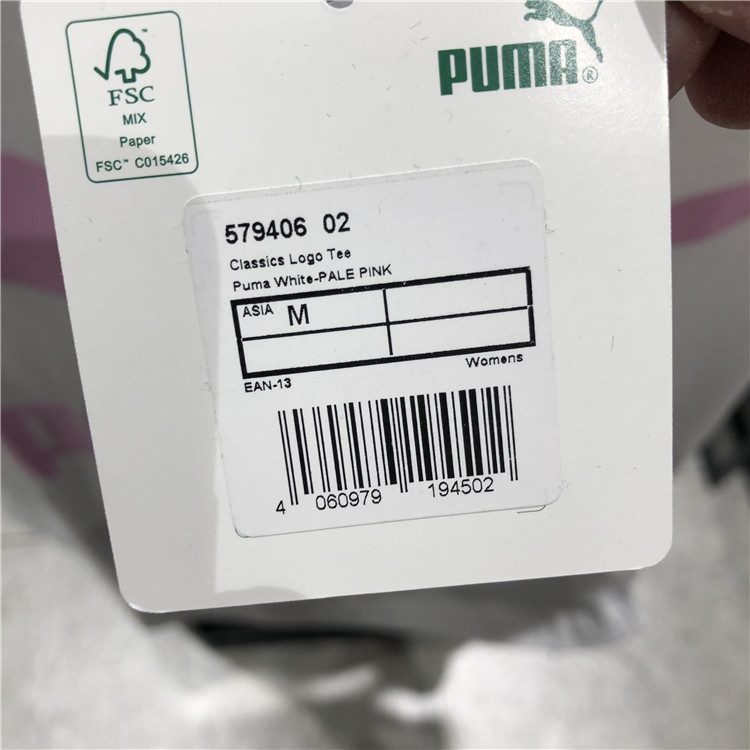 FSC
MIX
Paper
FSC™ C015426
PUMA®
579406 02
Classics Logo Tee
Puma White-PALE PINK
ASIA M
Womens
EAN-13
4 060979 194502